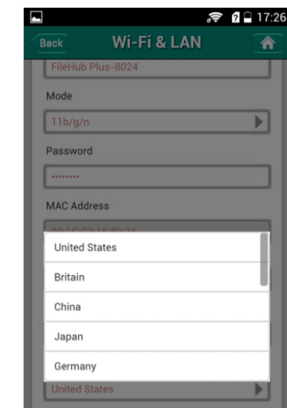 17:26
Back
Wi-Fi & LAN
FileHub Plus-8024
Mode
11b/g/n
Password
••••••••
MAC Address
United States
Britain
China
Japan
Germany
United States